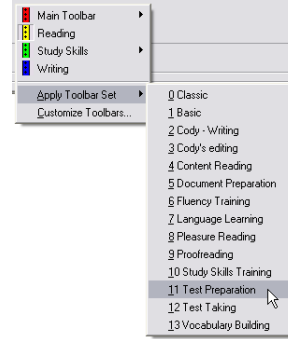 Main Toolbar
Reading
Study Skills
Writing
Apply Toolbar Set
Customize Toolbars...
0 Classic
1 Basic
2 Cody - Writing
3 Cody's editing
4 Content Reading
5 Document Preparation
6 Fluency Training
7 Language Learning
8 Pleasure Reading
9 Proofreading
10 Study Skills Training
11 Test Preparation
12 Test Taking
13 Vocabulary Building